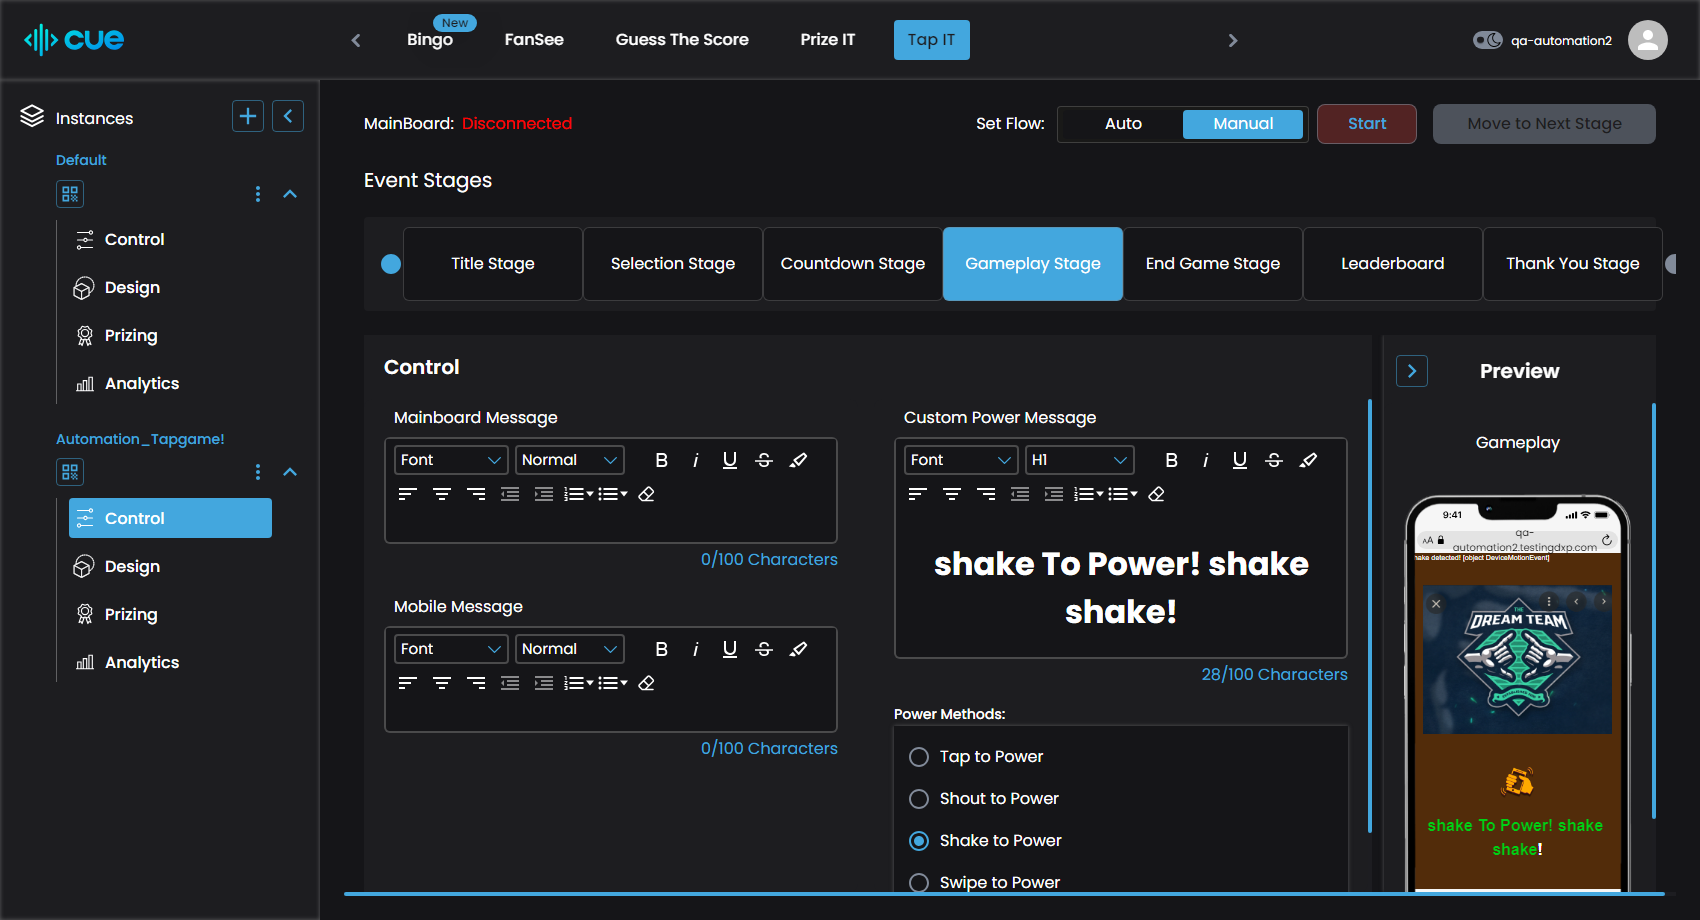 cue
New
Bingo
FanSee
Guess The Score
Prize IT
Tap IT
qa-automation2
Instances
Default
Control
Design
Prizing
Analytics
Automation_Tapgame!
Control
Design
Prizing
Analytics
MainBoard: Disconnected
Set Flow:
Auto
Manual
Start
Move to Next Stage
Event Stages
Title Stage
Selection Stage
Countdown Stage
Gameplay Stage
End Game Stage
Leaderboard
Thank You Stage
Control
Mainboard Message
Font
Normal
B i U S
0/100 Characters
Mobile Message
Font
Normal
B i U S
0/100 Characters
Custom Power Message
Font
H1
B i U S
shake To Power! shake
shake!
28/100 Characters
Power Methods:
Tap to Power
Shout to Power
Shake to Power
Swipe to Power
Preview
Gameplay
9:41
AA
qa-
automation2.testingdxp.com
hake detected! [object DeviceMotionEvent]
THE
DREAM TEAM
shake To Power! shake
shake!